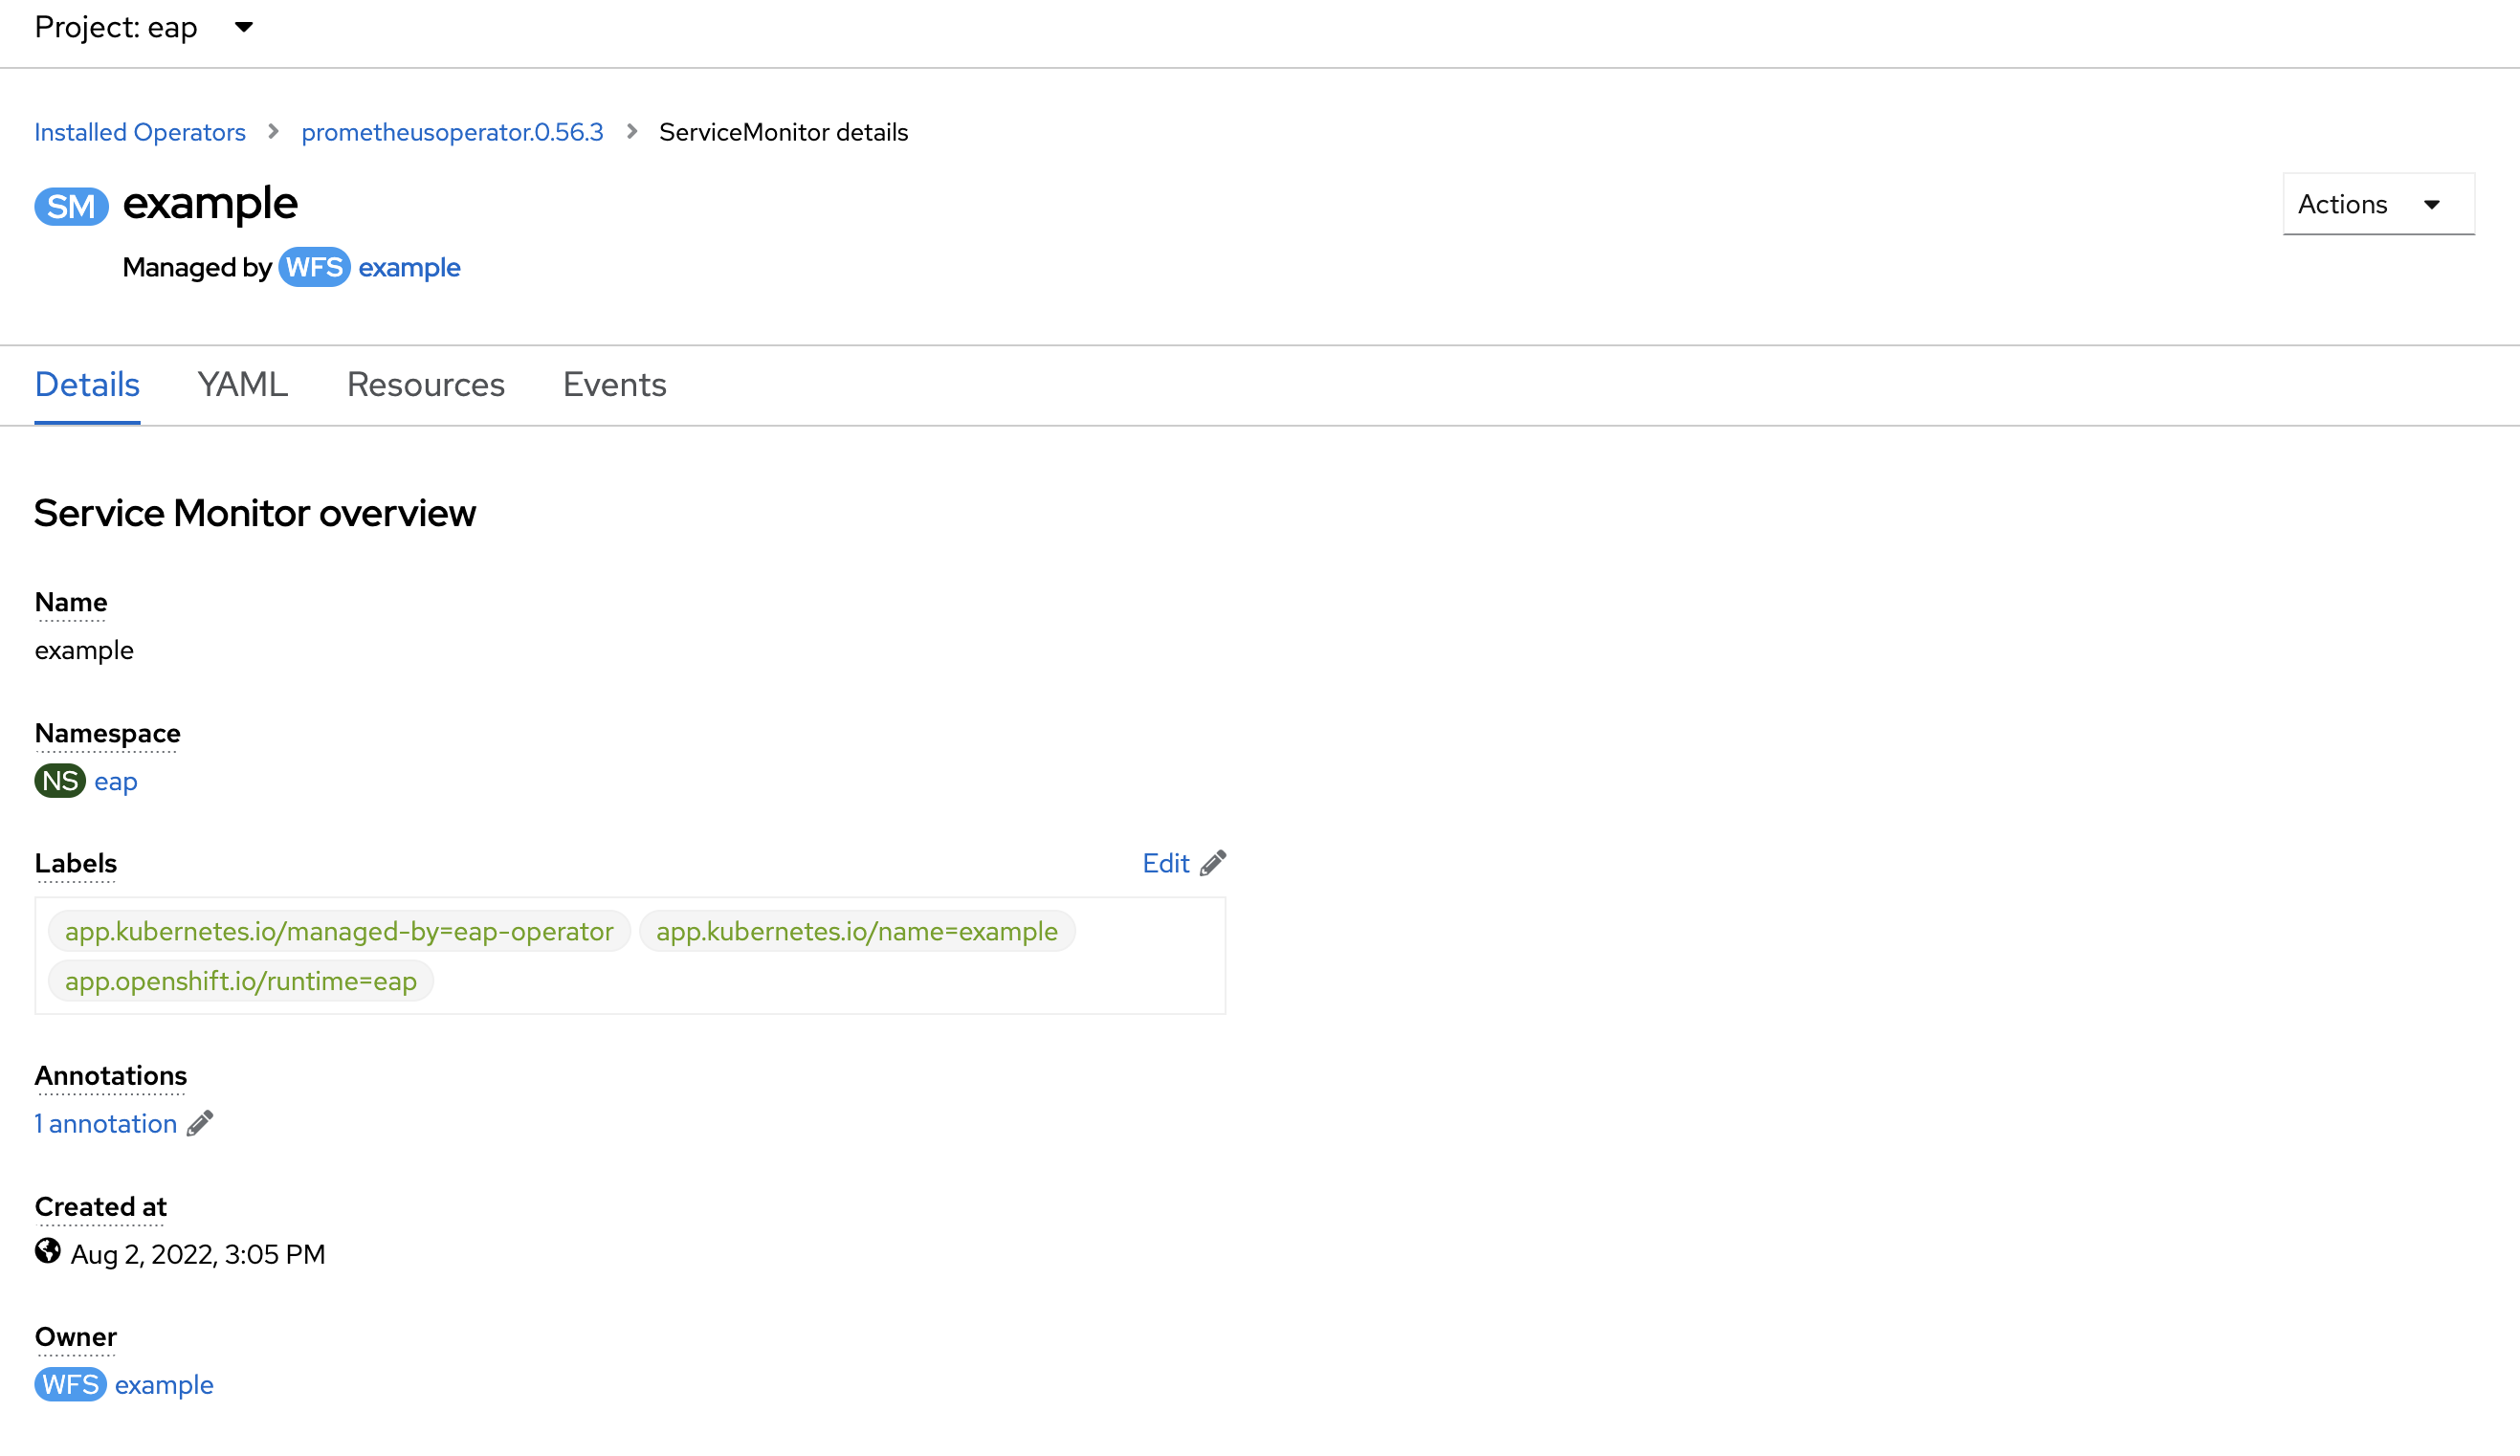 Project: eap
Installed Operators > prometheusoperator.0.56.3 > ServiceMonitor details
SM example
Actions
Managed by WFS example
Details YAML Resources Events
Service Monitor overview
Name
example
Namespace
NS eap
Labels Edit
app.kubernetes.io/managed-by=eap-operator app.kubernetes.io/name=example
app.openshift.io/runtime=eap
Annotations
1 annotation
Created at
Aug 2, 2022, 3:05 PM
Owner
WFS example